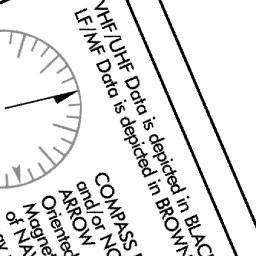 VHF/UHF Data is depicted in BLAC
LF/MF Data is depicted in BROWN
COMPASS
and/or NO
ARROW
Oriented
Magne
of NAV